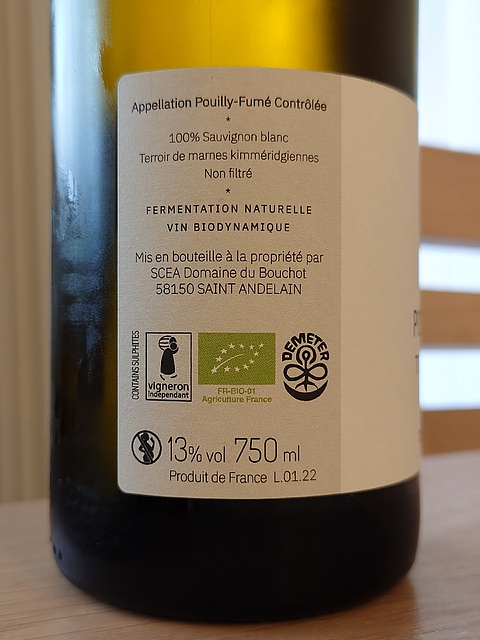 Appellation Pouilly-Fumé Contrôlée
*
100% Sauvignon blanc
Terroir de marnes kimméridgiennes
Non filtré
*
FERMENTATION NATURELLE
VIN BIODYNAMIQUE
Mis en bouteille à la propriété par
SCEA Domaine du Bouchot
58150 SAINT ANDELAIN
CONTAINS SULPHITES
vigneron
indépendant
FR-BIO-01
Agriculture France
DEMETER
13% vol 750 ml
Produit de France L.01.22